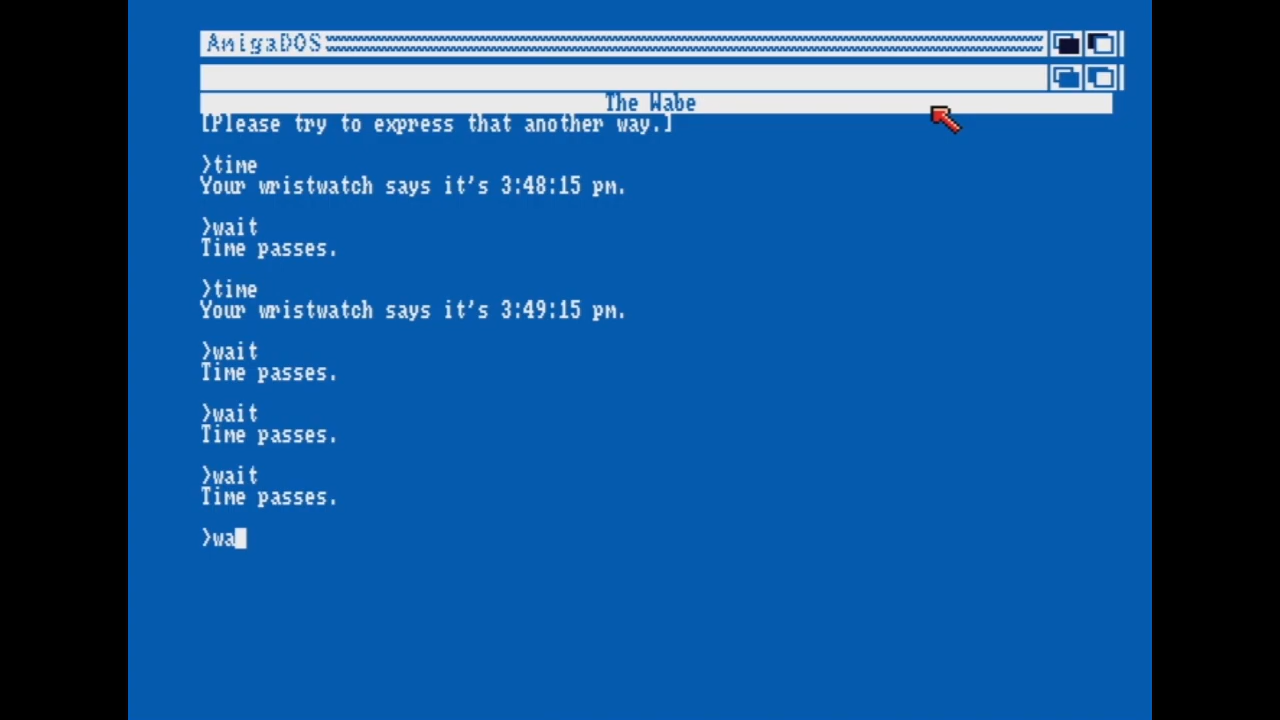 AmigaDOS
The Wabe
[Please try to express that another way.]
>time
Your wristwatch says it's 3:48:15 pm.
>wait
Time passes.
>time
Your wristwatch says it's 3:49:15 pm.
>wait
Time passes.
>wait
Time passes.
>wait
Time passes.
>wa